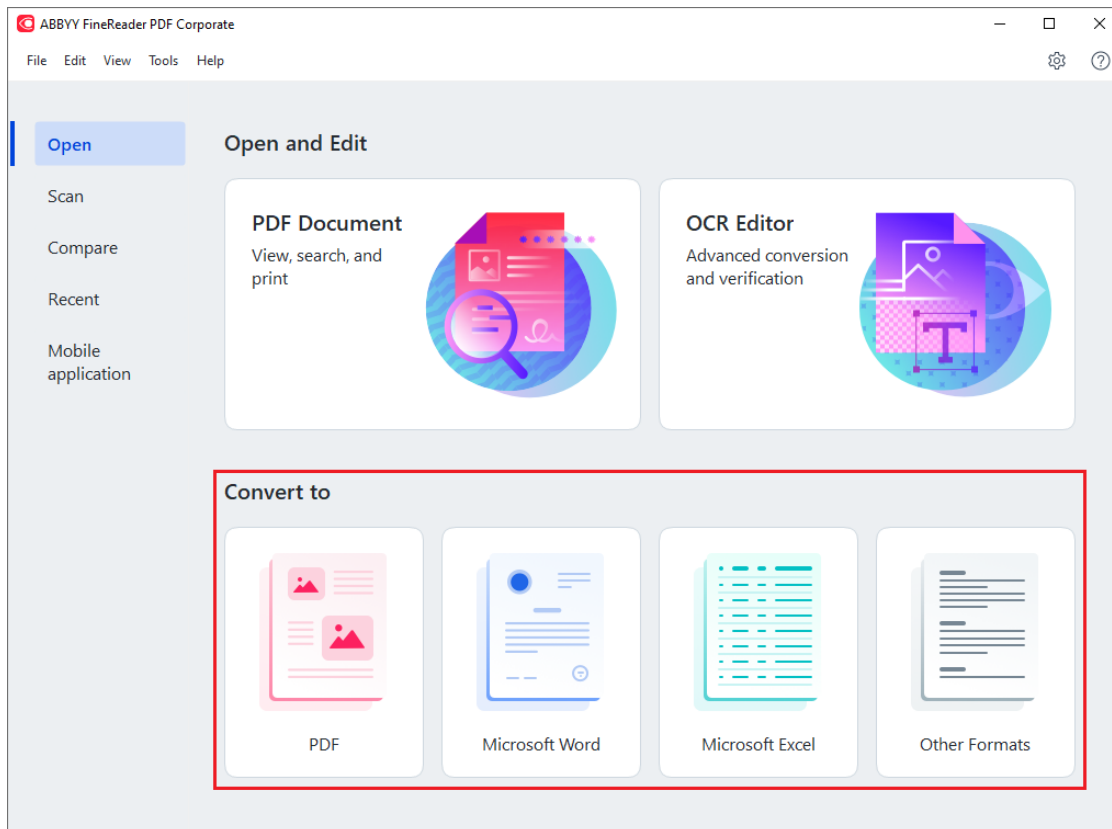 ABBYY FineReader PDF Corporate
File Edit View Tools Help
Open
Scan
Compare
Recent
Mobile
application
Open and Edit
PDF Document
View, search, and
print
OCR Editor
Advanced conversion
and verification
Convert to
PDF
Microsoft Word
Microsoft Excel
Other Formats